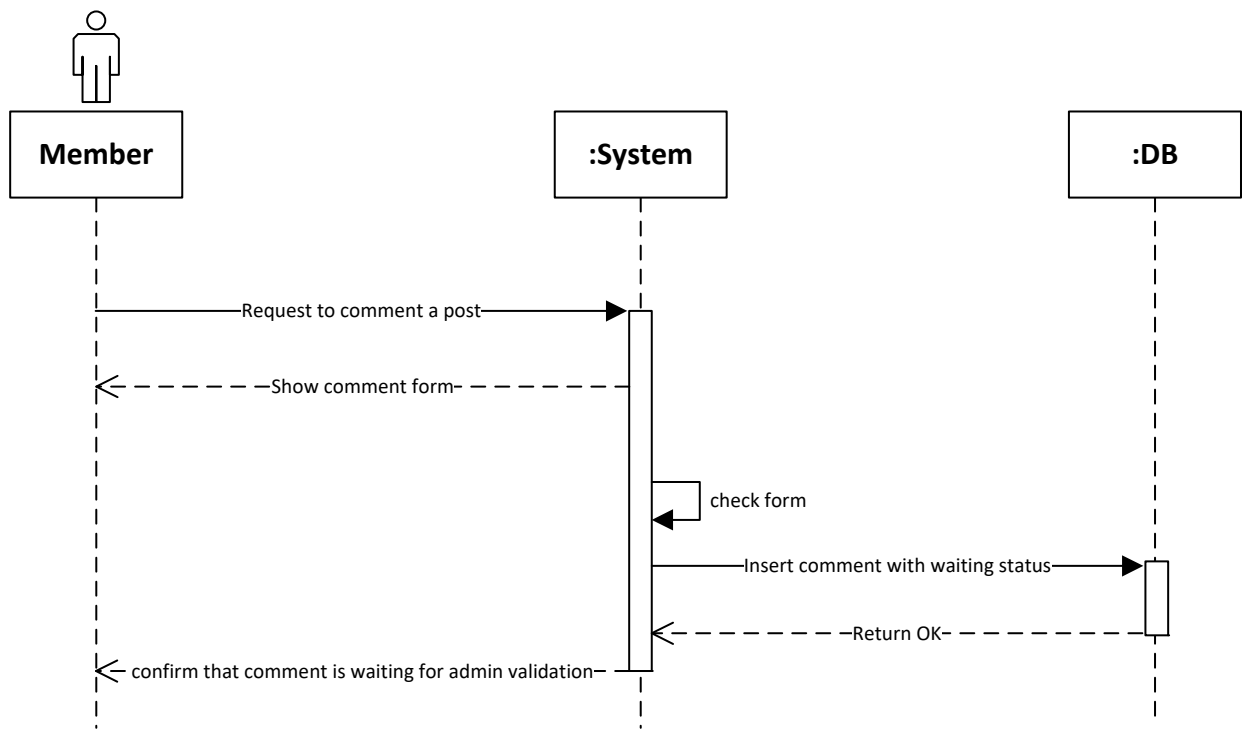 Member
:System
:DB
Request to comment a post
Show comment form
check form
Insert comment with waiting status
Return OK
confirm that comment is waiting for admin validation